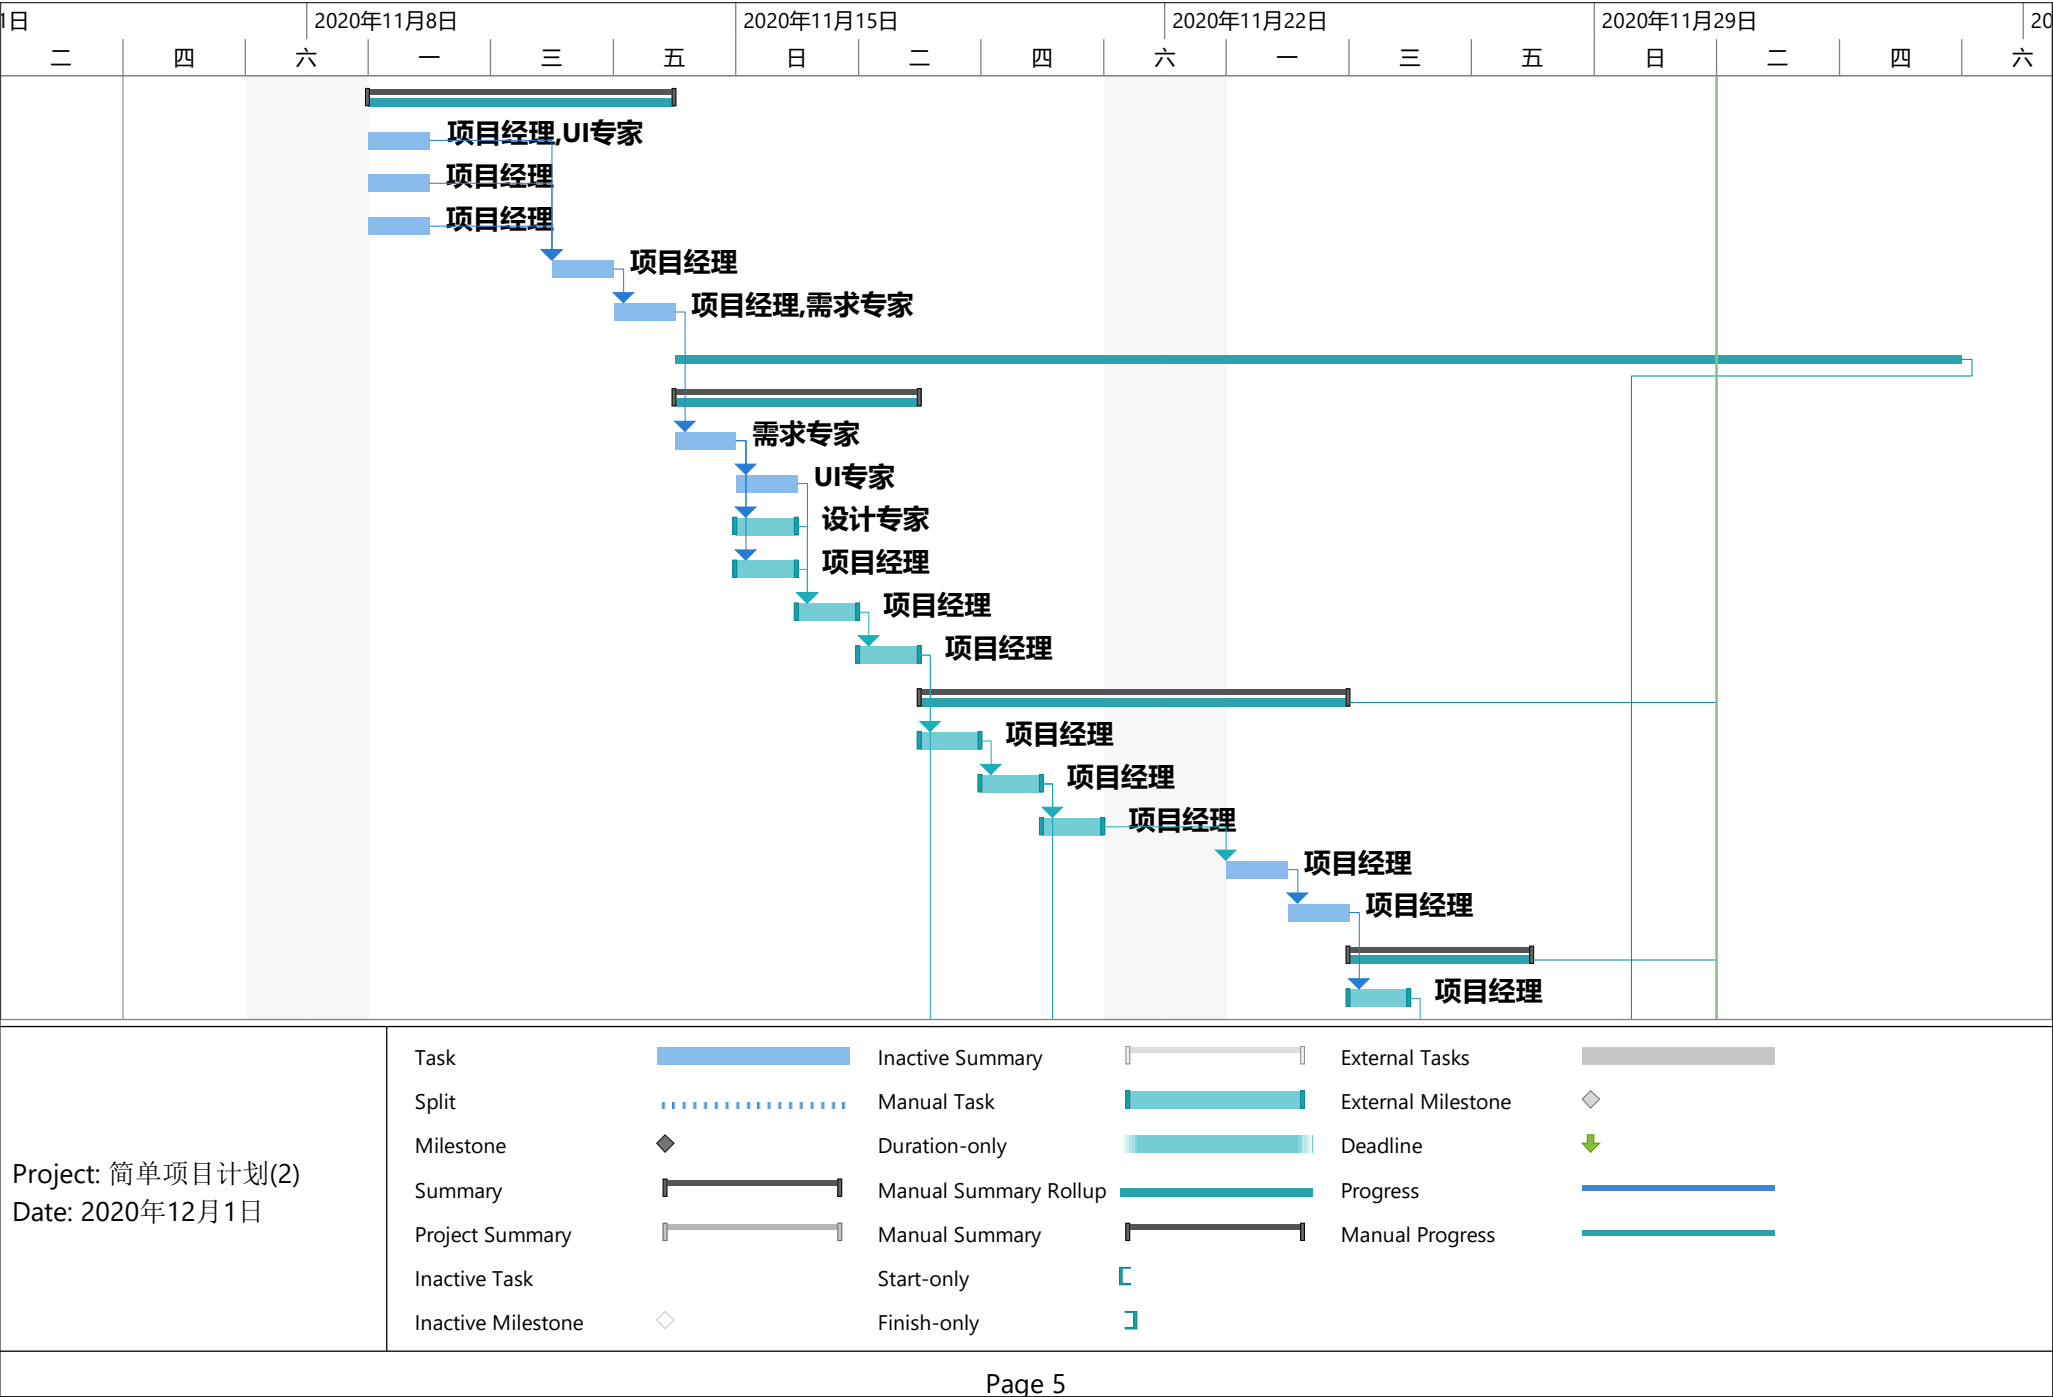 1日 2020年11月8日 2020年11月15日 2020年11月22日 2020年11月29日 20
二 四 六 一 三 五 日 二 四 六 一 三 五 日 二 四 六
项目经理,UI专家
项目经理
项目经理
项目经理
项目经理,需求专家
需求专家
UI专家
设计专家
项目经理
项目经理
项目经理
项目经理
项目经理
项目经理
项目经理
项目经理
项目经理
Project: 简单项目计划(2)
Date: 2020年12月1日
Task
Split
Milestone
Summary
Project Summary
Inactive Task
Inactive Milestone
Inactive Summary
Manual Task
Duration-only
Manual Summary Rollup
Manual Summary
Start-only
Finish-only
External Tasks
External Milestone
Deadline
Progress
Manual Progress
Page 5